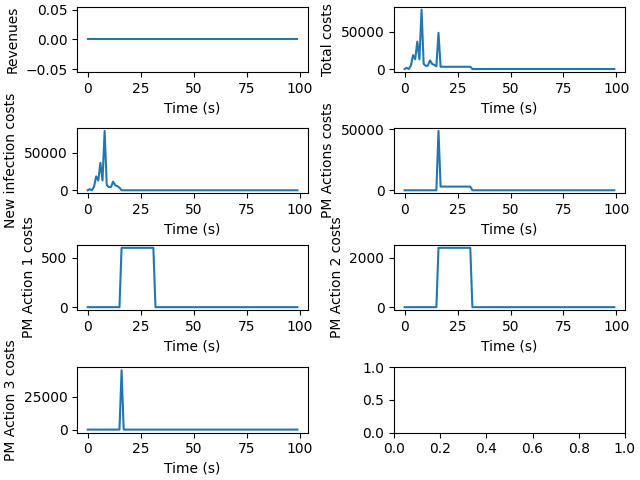 Revenues
0.05
0.00
−0.05
0 25 50 75 100
Time (s)
Total costs
50000
0
0 25 50 75 100
Time (s)
New infection costs
50000
0
0 25 50 75 100
Time (s)
PM Actions costs
50000
0
0 25 50 75 100
Time (s)
PM Action 1 costs
500
0
0 25 50 75 100
Time (s)
PM Action 2 costs
2000
0
0 25 50 75 100
Time (s)
PM Action 3 costs
25000
0
0 25 50 75 100
Time (s)
1.0
0.5
0.0
0.0 0.2 0.4 0.6 0.8 1.0